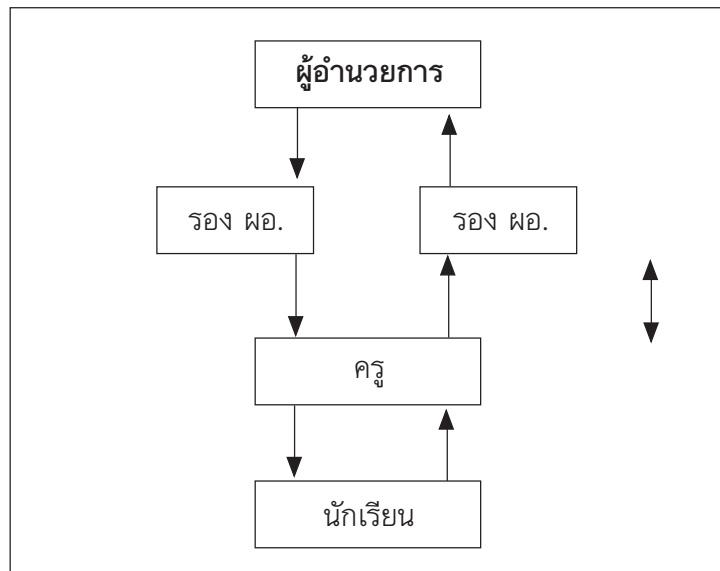 ผู้อำนวยการ
รอง ผอ.
รอง ผอ.
ครู
นักเรียน